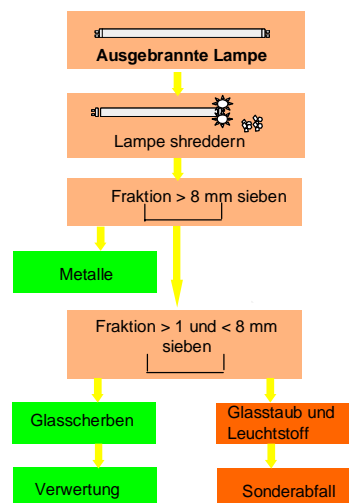 Ausgebrannte Lampe
Lampe shreddern
Fraktion > 8 mm sieben
Metalle
Fraktion > 1 und < 8 mm
sieben
Glasscherben
Glasstaub und
Leuchtstoff
Verwertung
Sonderabfall